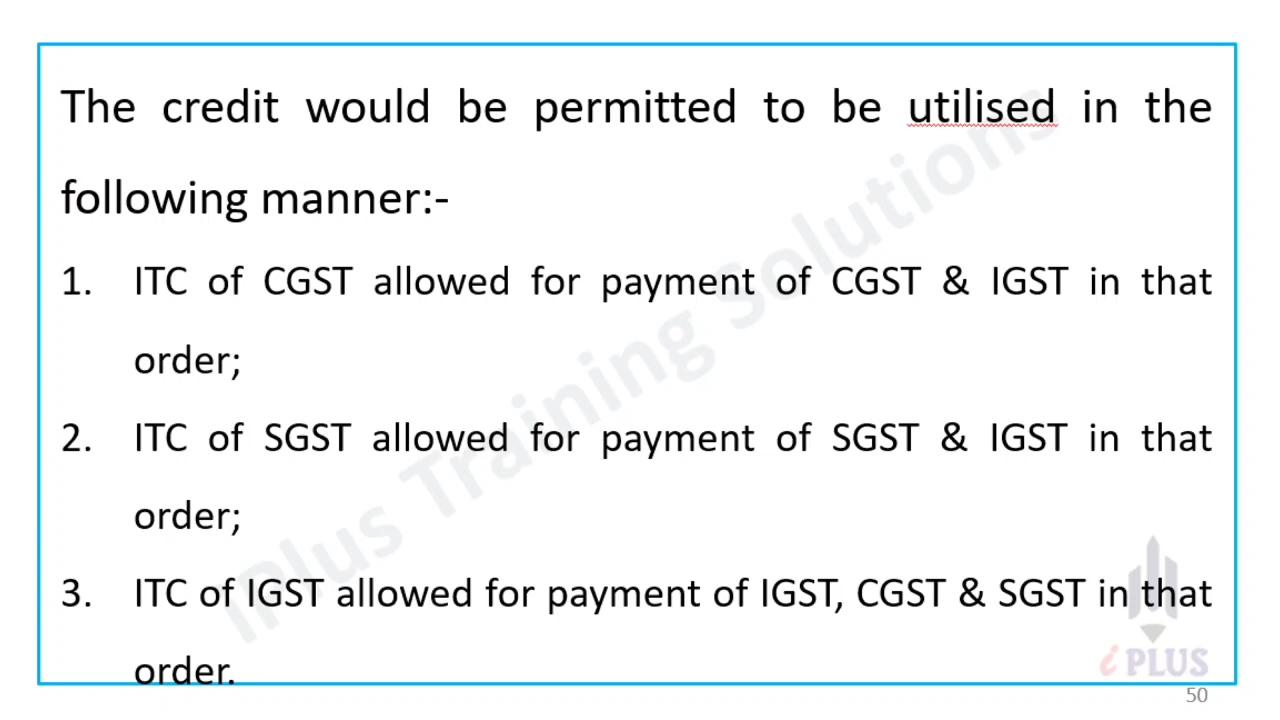 The credit would be permitted to be utilised in the
following manner:-
1. ITC of CGST allowed for payment of CGST & IGST in that
order;
2. ITC of SGST allowed for payment of SGST & IGST in that
order;
3. ITC of IGST allowed for payment of IGST, CGST & SGST in that
order.
IPlus Training Solutions
i PLUS
50